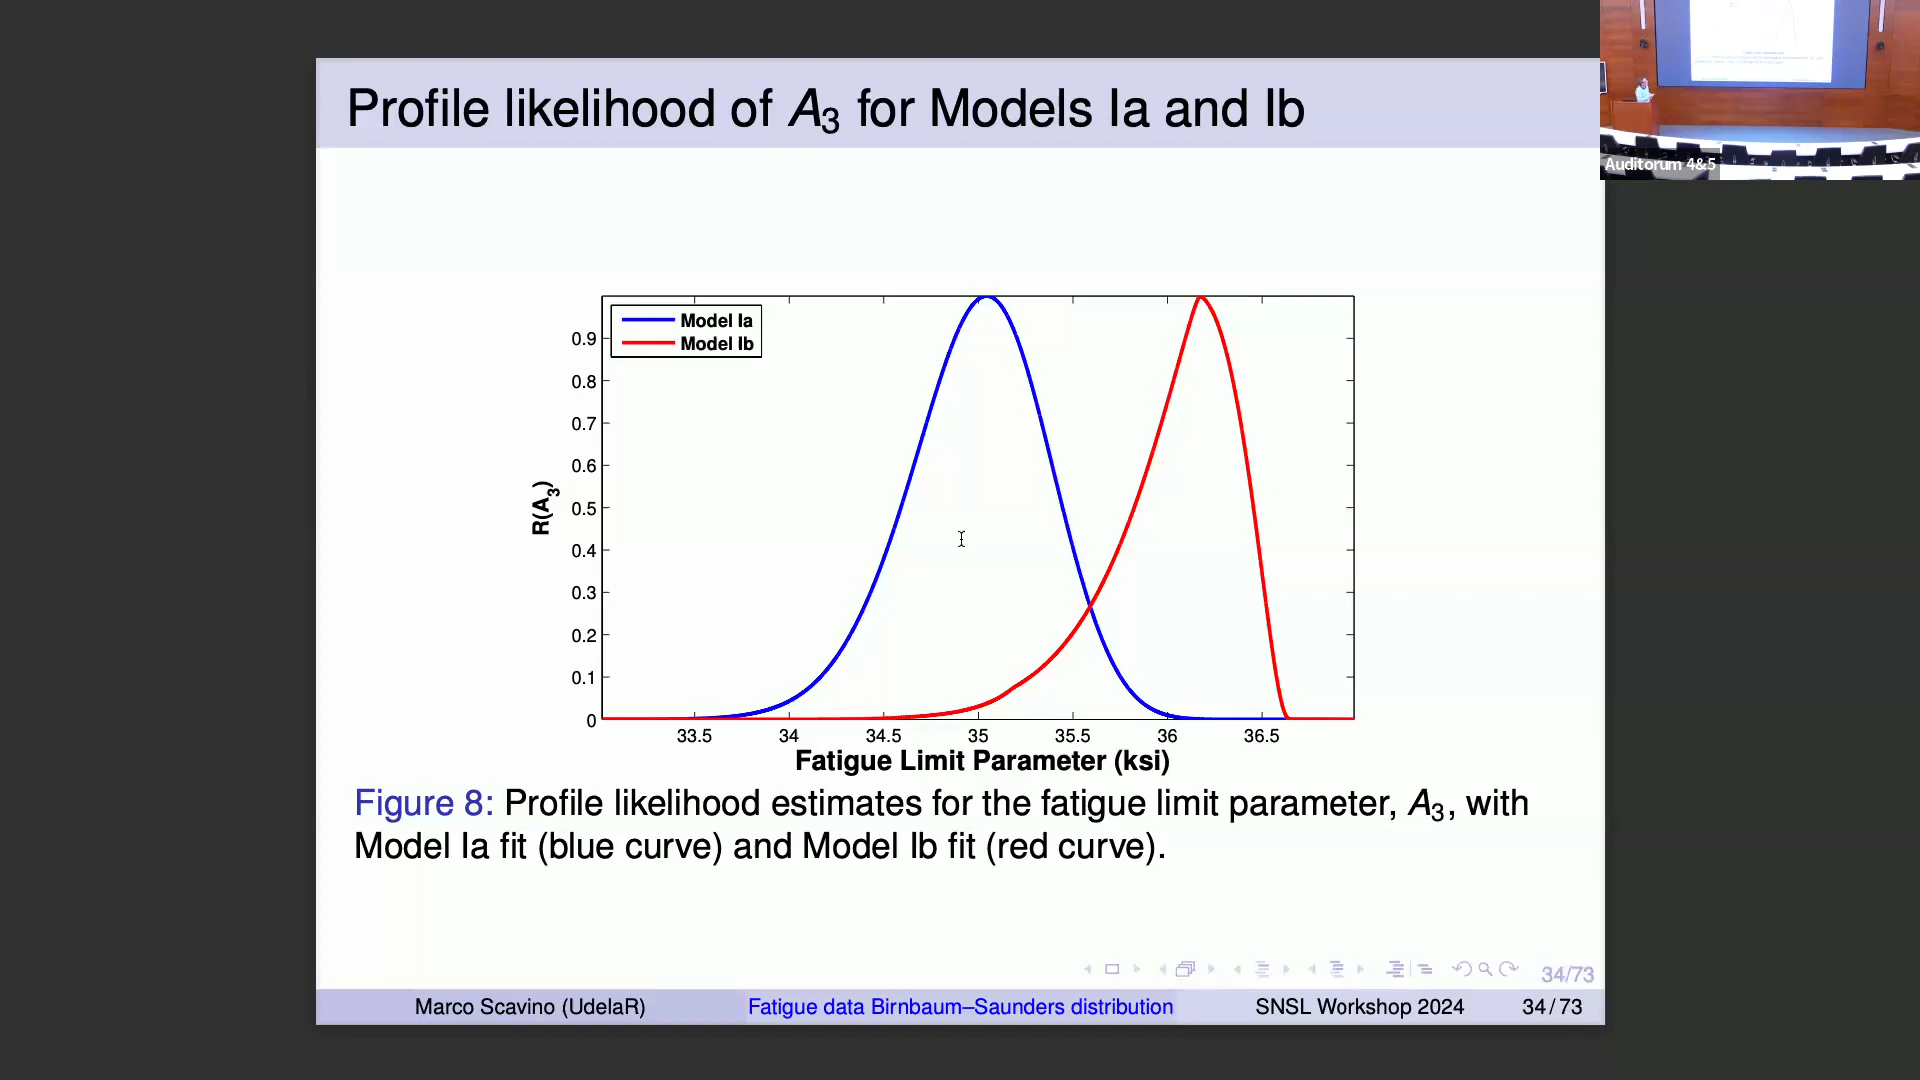 Profile likelihood of A3 for Models Ia and Ib
Auditorum 4&5
Model Ia
Model Ib
0.9
0.8
0.7
0.6
0.5
0.4
0.3
0.2
0.1
0
R(A3)
33.5 34 34.5 35 35.5 36 36.5
Fatigue Limit Parameter (ksi)
Figure 8: Profile likelihood estimates for the fatigue limit parameter, A3, with
Model Ia fit (blue curve) and Model Ib fit (red curve).
34/73
Marco Scavino (UdelaR) Fatigue data Birnbaum–Saunders distribution SNSL Workshop 2024 34 / 73